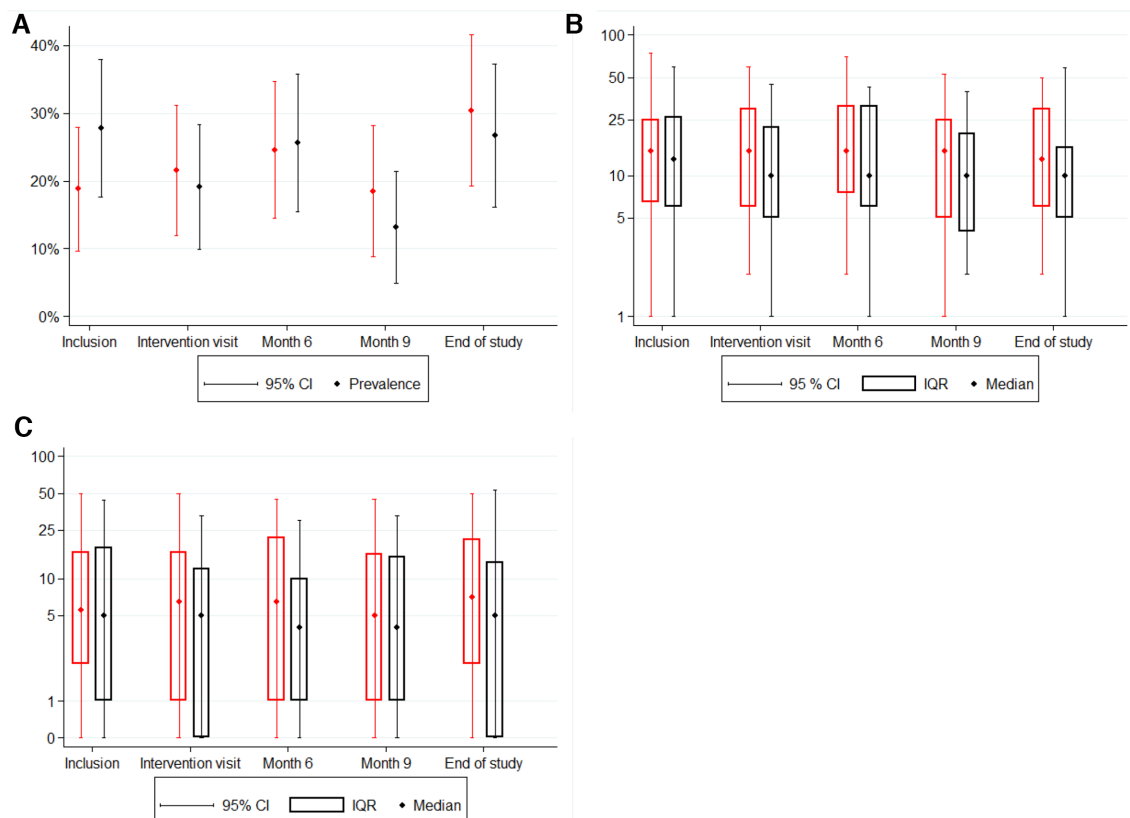 A
40%
30%
20%
10%
0%
Inclusion Intervention visit Month 6 Month 9 End of study
95% CI Prevalence
B
100
50
25
10
5
1
Inclusion Intervention visit Month 6 Month 9 End of study
95 % CI IQR Median
C
100
50
25
10
5
1
0
Inclusion Intervention visit Month 6 Month 9 End of study
95% CI IQR Median